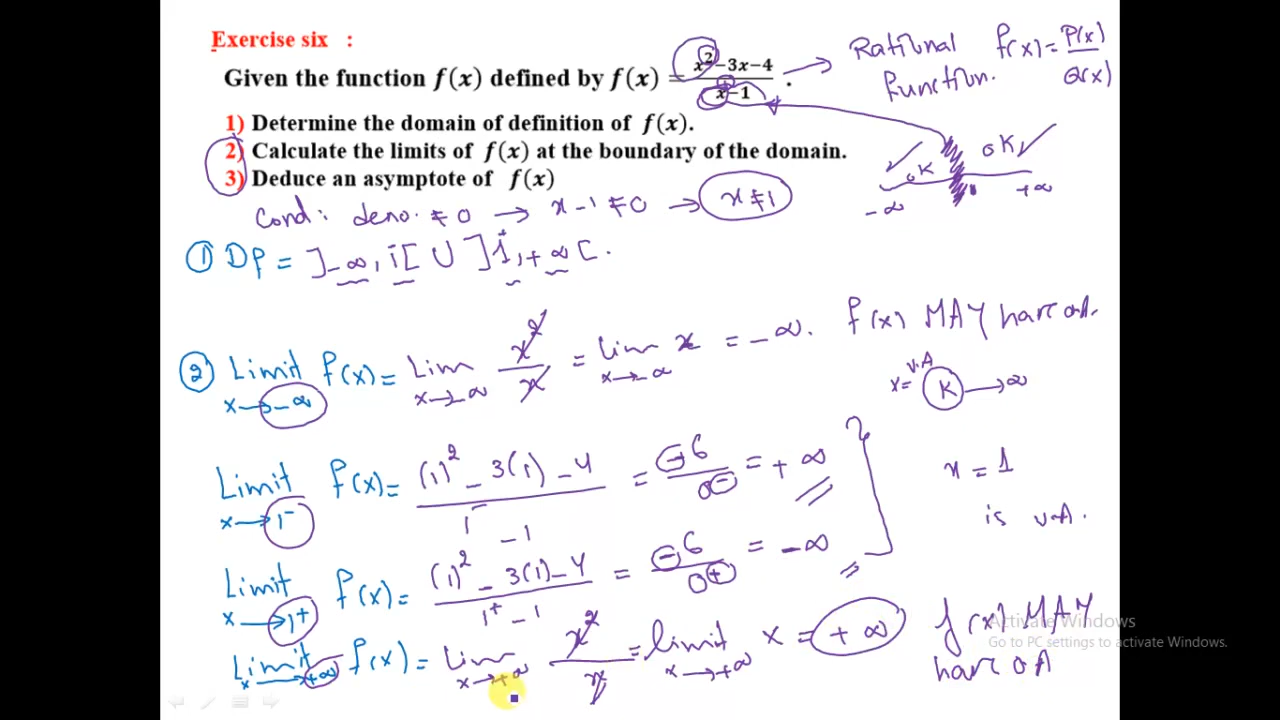 Exercise six :
Given the function f(x) defined by f(x) = x²-3x-4 / x-1 .
Rational Function. f(x) = P(x) / Q(x)
1) Determine the domain of definition of f(x).
2) Calculate the limits of f(x) at the boundary of the domain.
3) Deduce an asymptote of f(x)
oK oK
-∞ +∞
Cond: deno. ≠ 0 → x-1 ≠ 0 → x ≠ 1
① Df = ]-∞, 1[ U ]1, +∞[.
② Limit x→-∞ f(x) = Lim x→-∞ x²/x = lim x→-∞ x = -∞. f(x) MAY have
V.A
x = K → ∞
Limit x→1⁻ f(x) = (1)² - 3(1) - 4 / 1⁻ - 1 = -6 / 0⁻ = +∞
x = 1
is V.A.
Limit x→1⁺ f(x) = (1)² - 3(1) - 4 / 1⁺ - 1 = -6 / 0⁺ = -∞
Limit x→+∞ f(x) = Lim x→+∞ x²/x = limit x→+∞ x = +∞
f(x) MAY
have O A
Activate Windows
Go to PC settings to activate Windows.